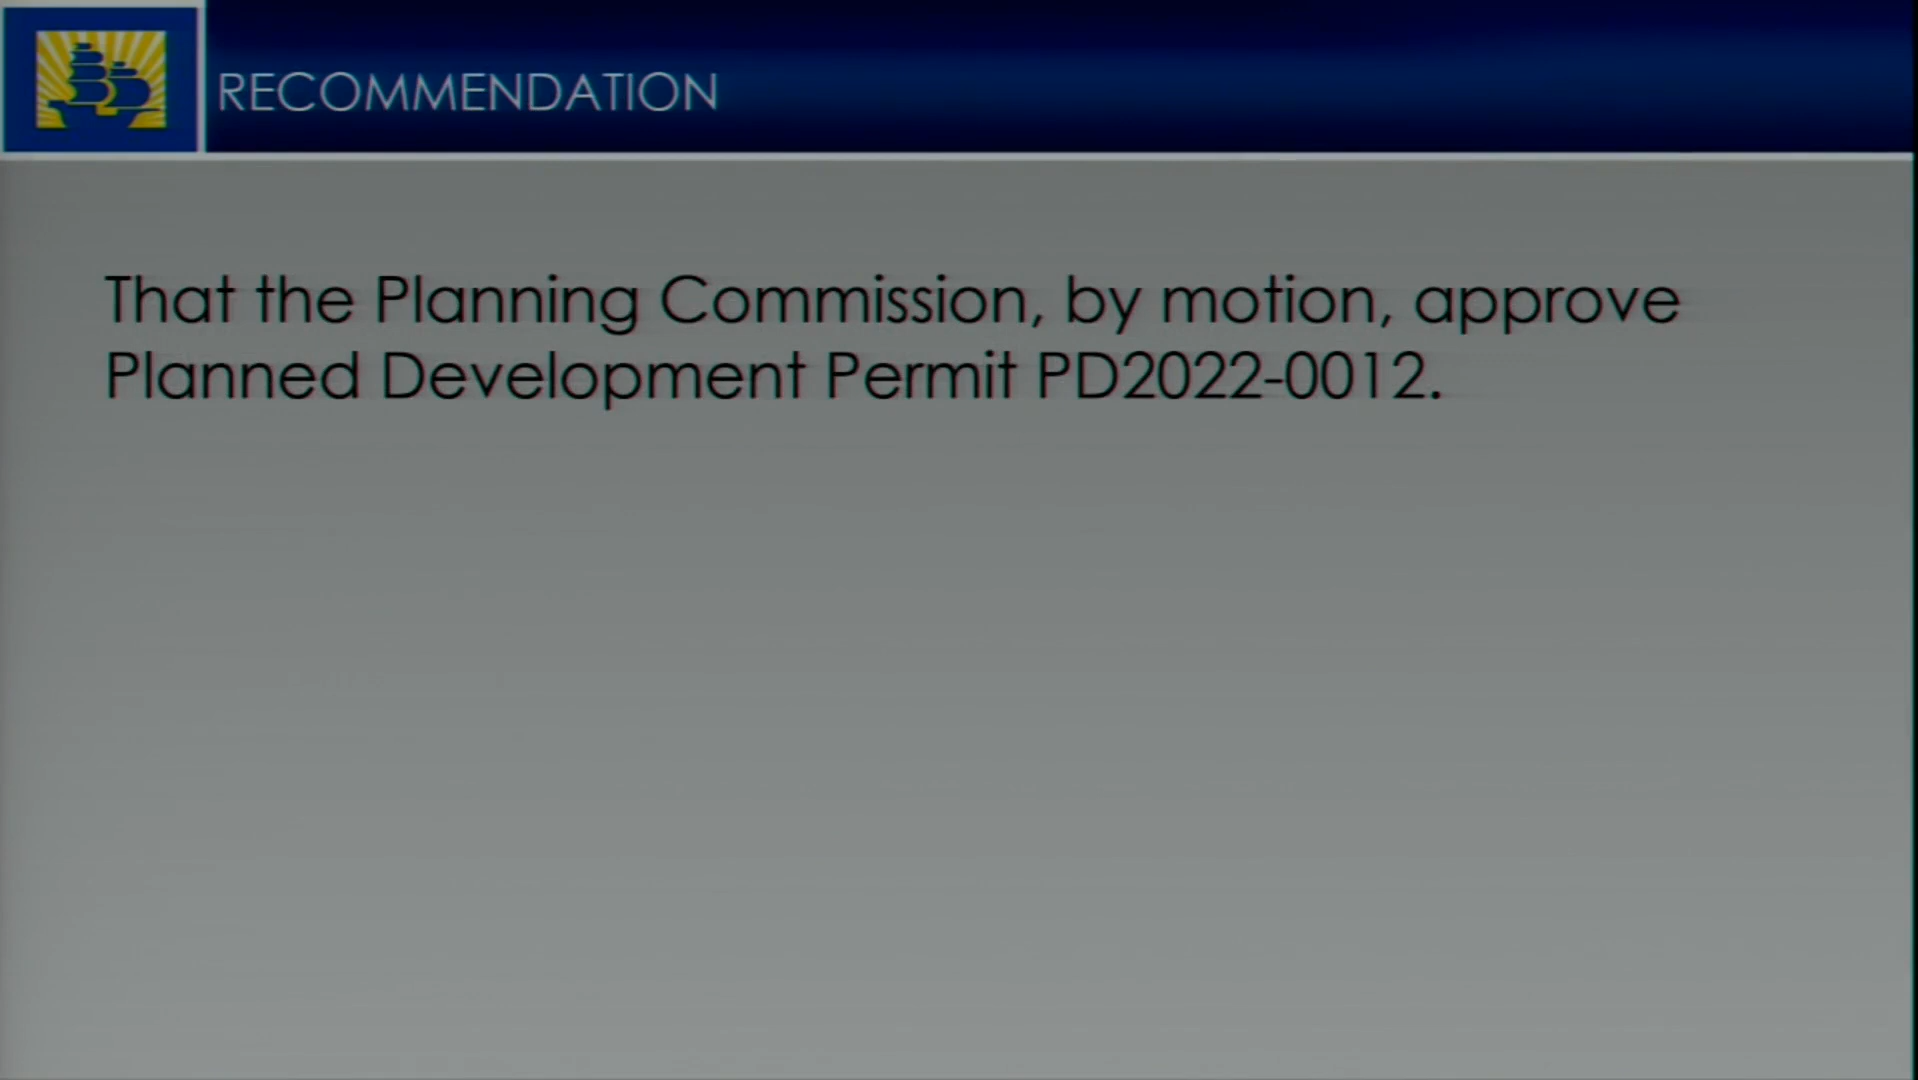 RECOMMENDATION
That the Planning Commission, by motion, approve
Planned Development Permit PD2022-0012.